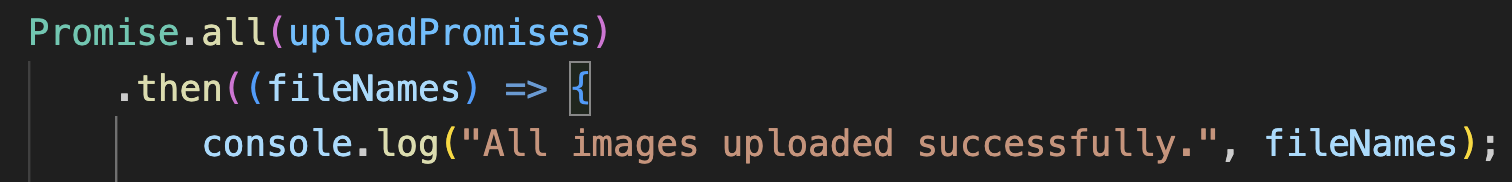 Promise.all(uploadPromises)
.then((fileNames) => {
console.log("All images uploaded successfully.", fileNames);